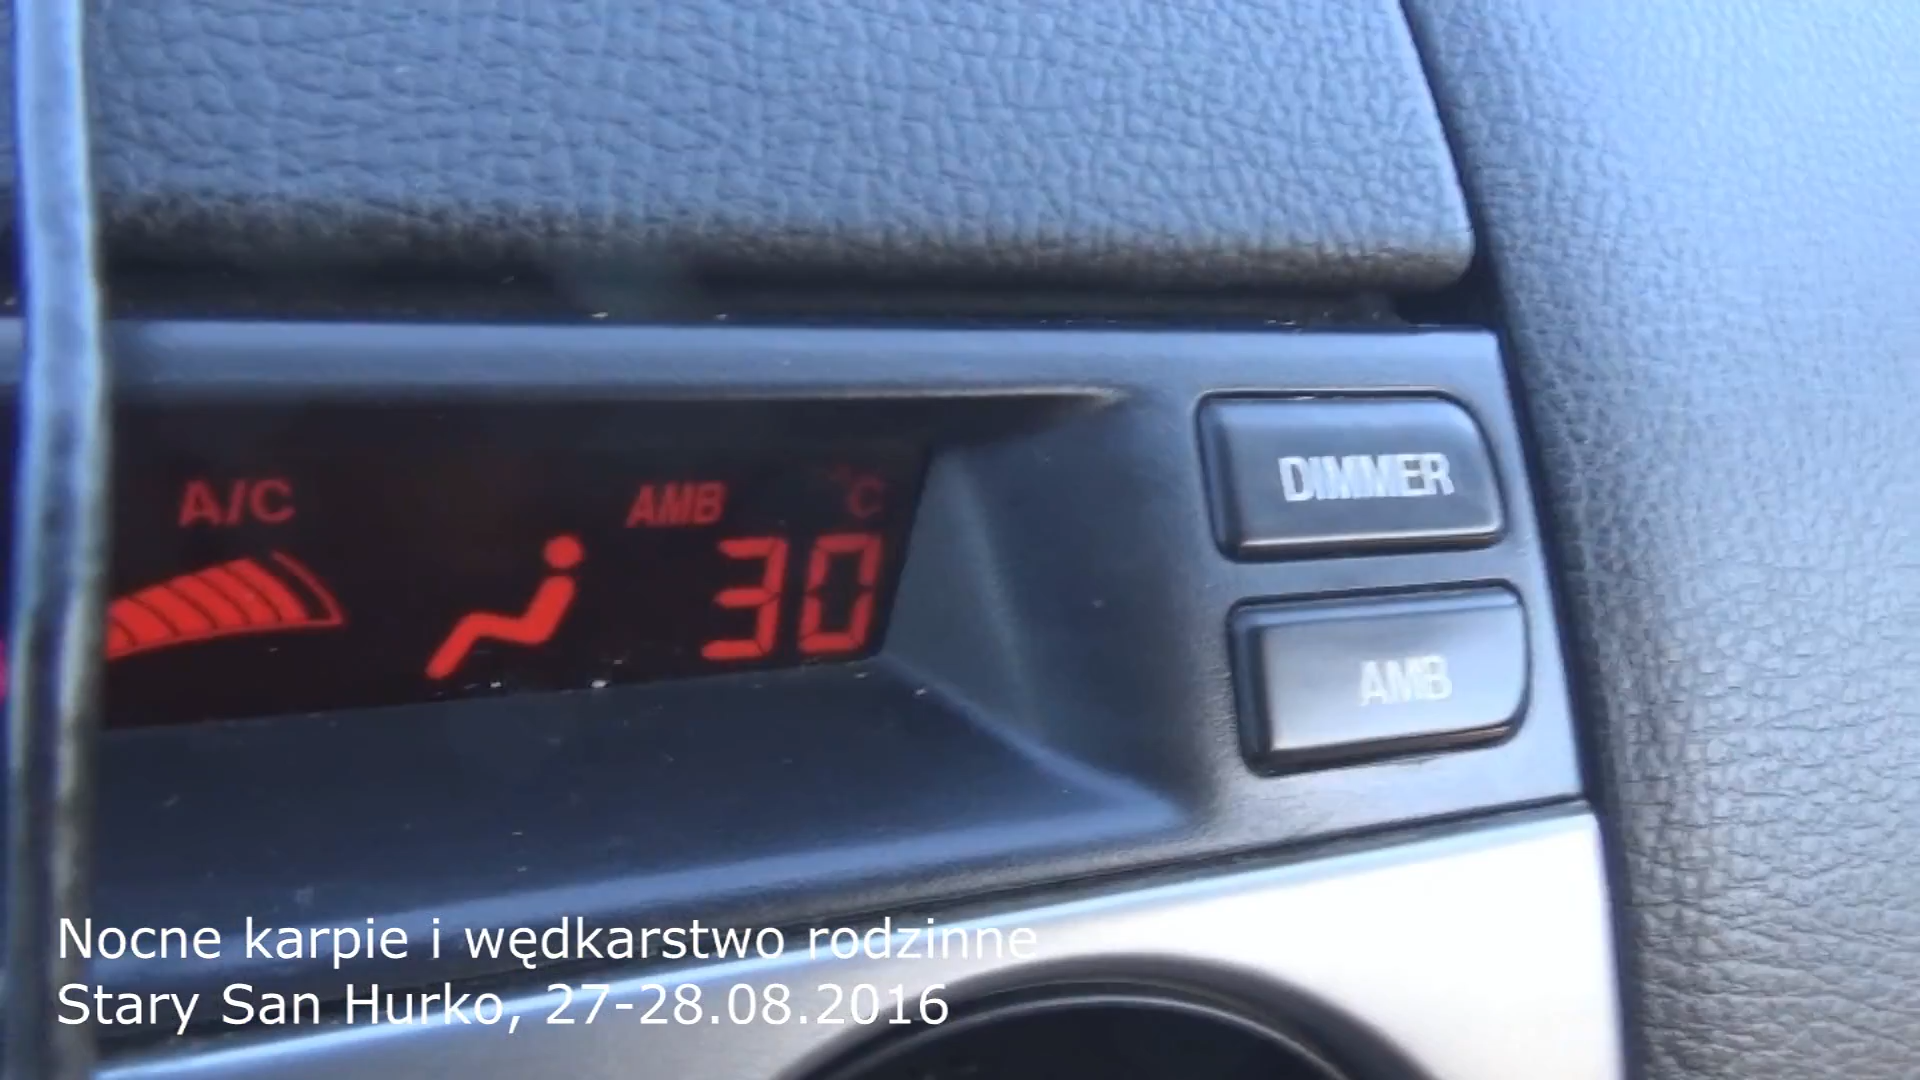 A/C
AMB °C
30
DIMMER
AMB
Nocne karpie i wędkarstwo rodzinne
Stary San Hurko, 27-28.08.2016